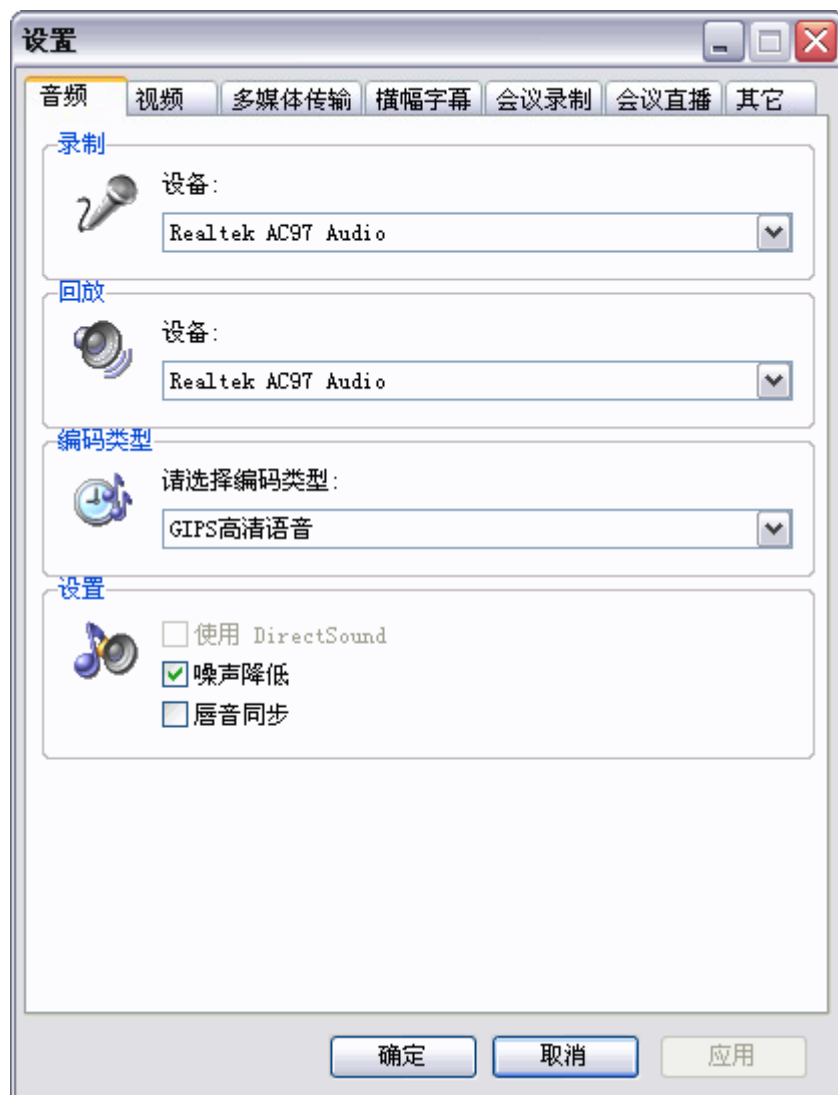 设置
音频 视频 多媒体传输 横幅字幕 会议录制 会议直播 其它
录制
设备:
Realtek AC97 Audio
回放
设备:
Realtek AC97 Audio
编码类型
请选择编码类型:
GIPS高清语音
设置
使用 DirectSound
噪声降低
唇音同步
确定 取消 应用